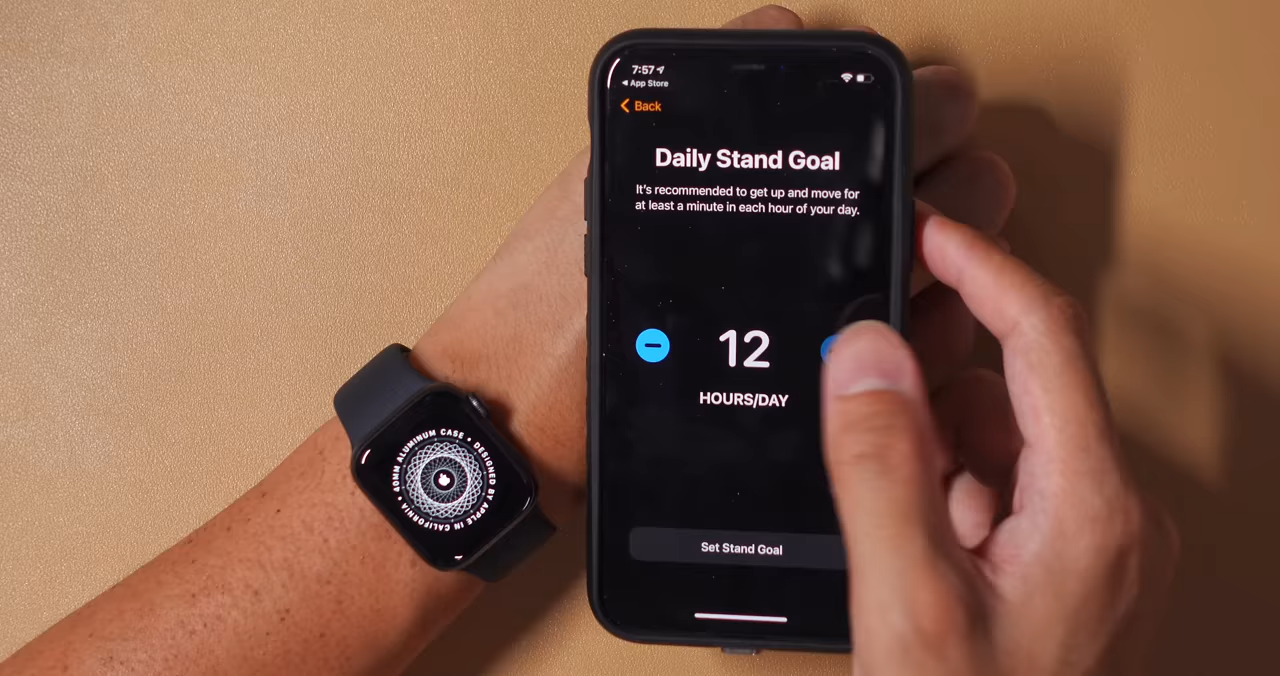 7:57
◀ App Store
Back
Daily Stand Goal
It's recommended to get up and move for
at least a minute in each hour of your day.
12
HOURS/DAY
Set Stand Goal
40MM ALUMINUM CASE • DESIGNED BY APPLE IN CALIFORNIA •